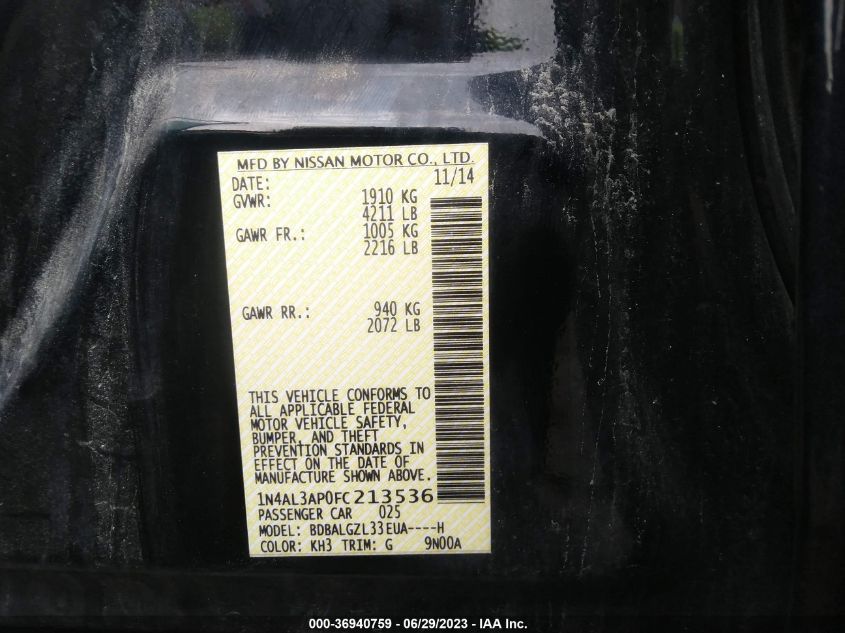 MFD BY NISSAN MOTOR CO., LTD.
DATE: 11/14
GVWR: 1910 KG
4211 LB
GAWR FR.: 1005 KG
2216 LB
GAWR RR.: 940 KG
2072 LB
THIS VEHICLE CONFORMS TO
ALL APPLICABLE FEDERAL
MOTOR VEHICLE SAFETY,
BUMPER, AND THEFT
PREVENTION STANDARDS IN
EFFECT ON THE DATE OF
MANUFACTURE SHOWN ABOVE.
1N4AL3AP0FC213536
PASSENGER CAR 025
MODEL: BDBALGZL33EUA----H
COLOR: KH3 TRIM: G 9N00A
000-36940759 - 06/29/2023 - IAA Inc.